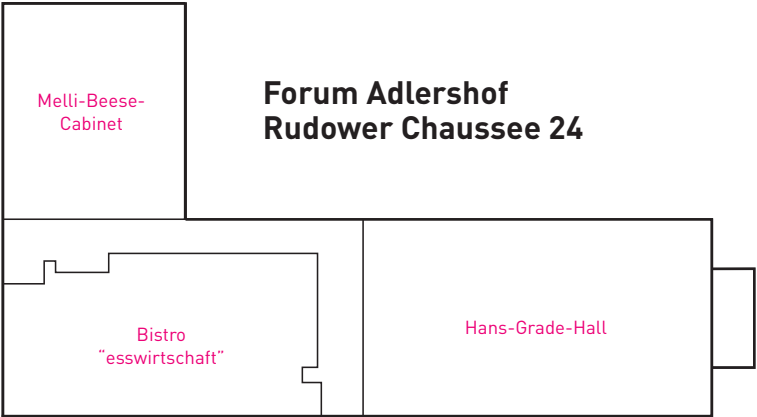 Forum Adlershof
Rudower Chaussee 24
Melli-Beese-
Cabinet
Bistro
“esswirtschaft”
Hans-Grade-Hall